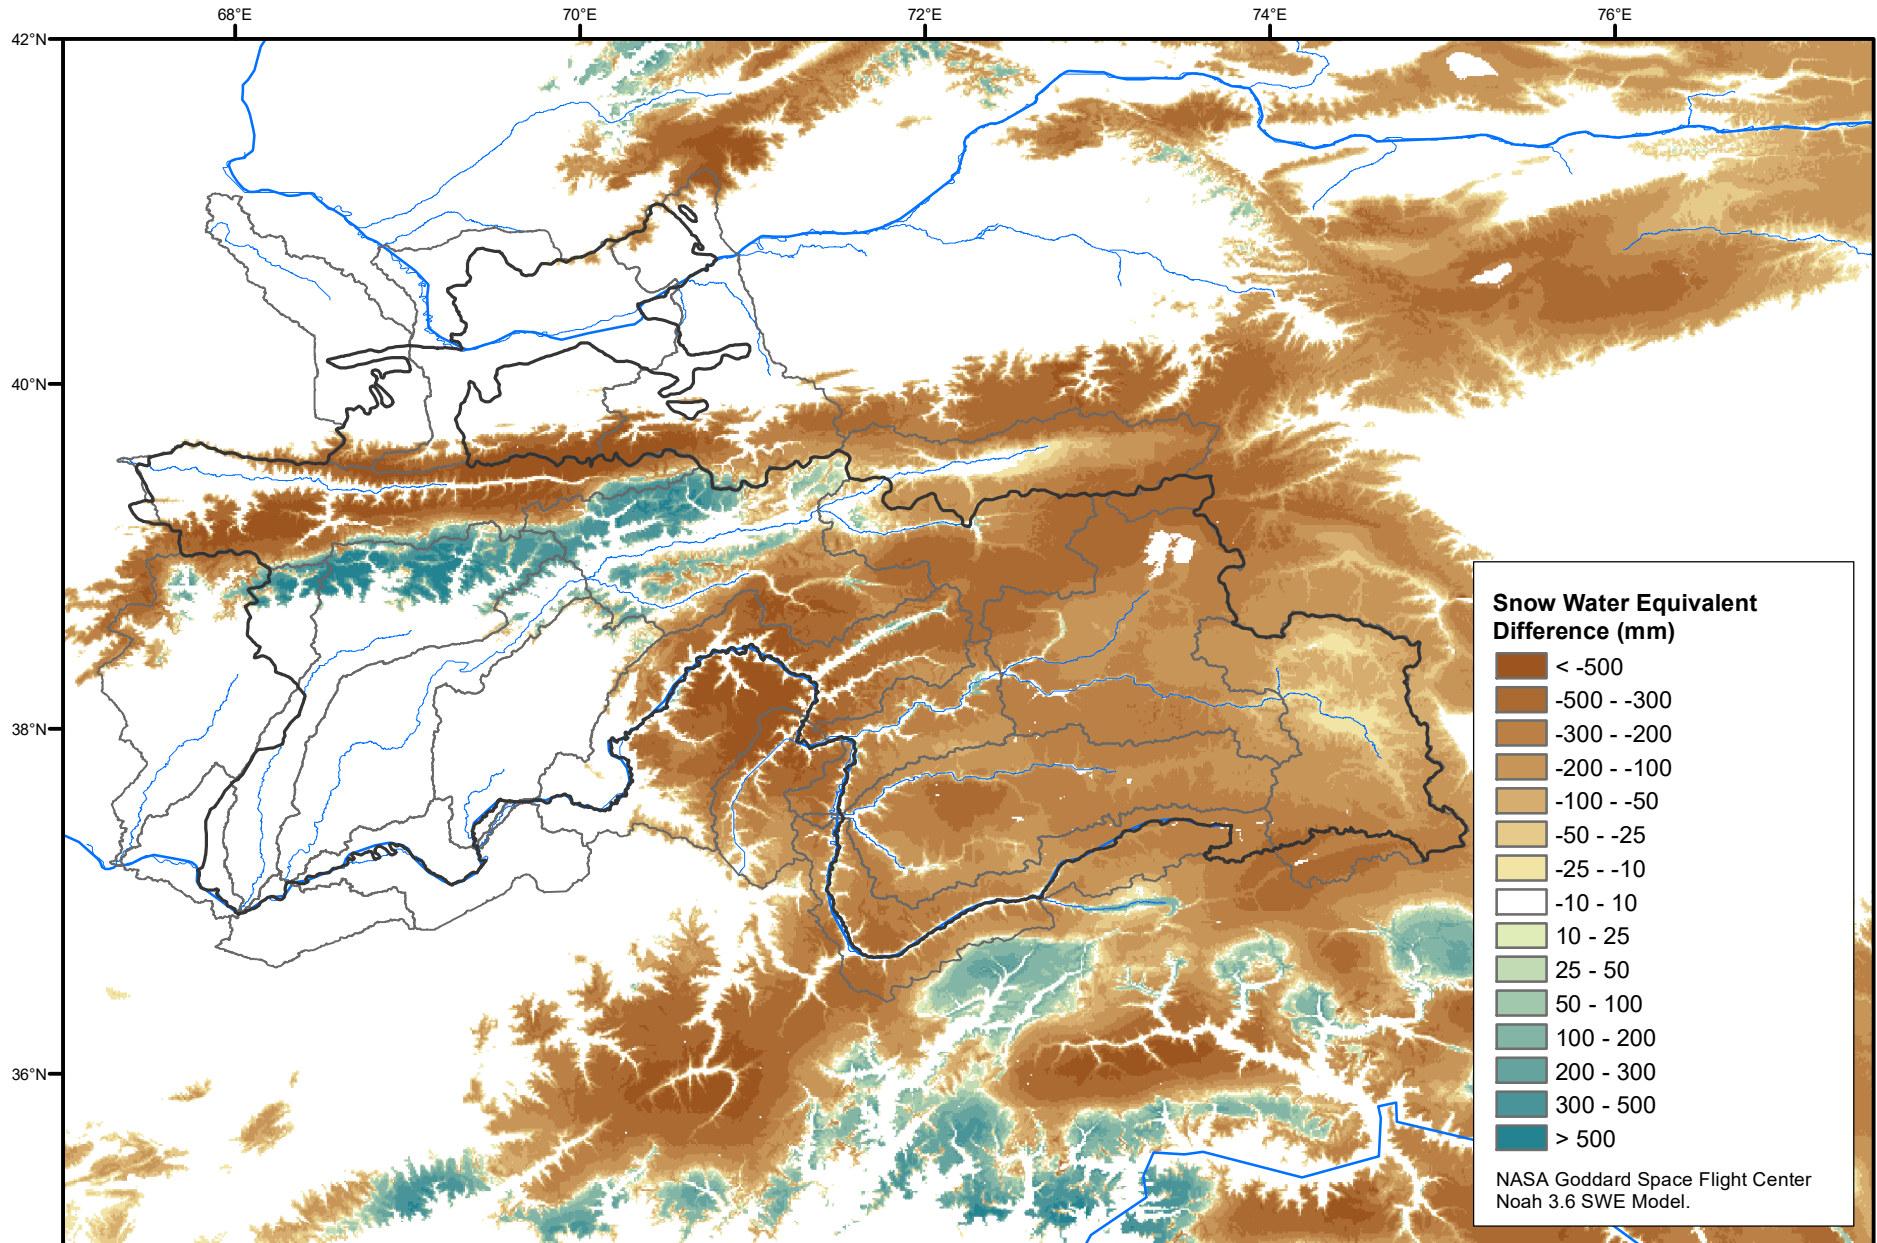 68°E 70°E 72°E 74°E 76°E
42°N
40°N
38°N
36°N
Snow Water Equivalent
Difference (mm)
< -500
-500 - -300
-300 - -200
-200 - -100
-100 - -50
-50 - -25
-25 - -10
-10 - 10
10 - 25
25 - 50
50 - 100
100 - 200
200 - 300
300 - 500
> 500
NASA Goddard Space Flight Center
Noah 3.6 SWE Model.